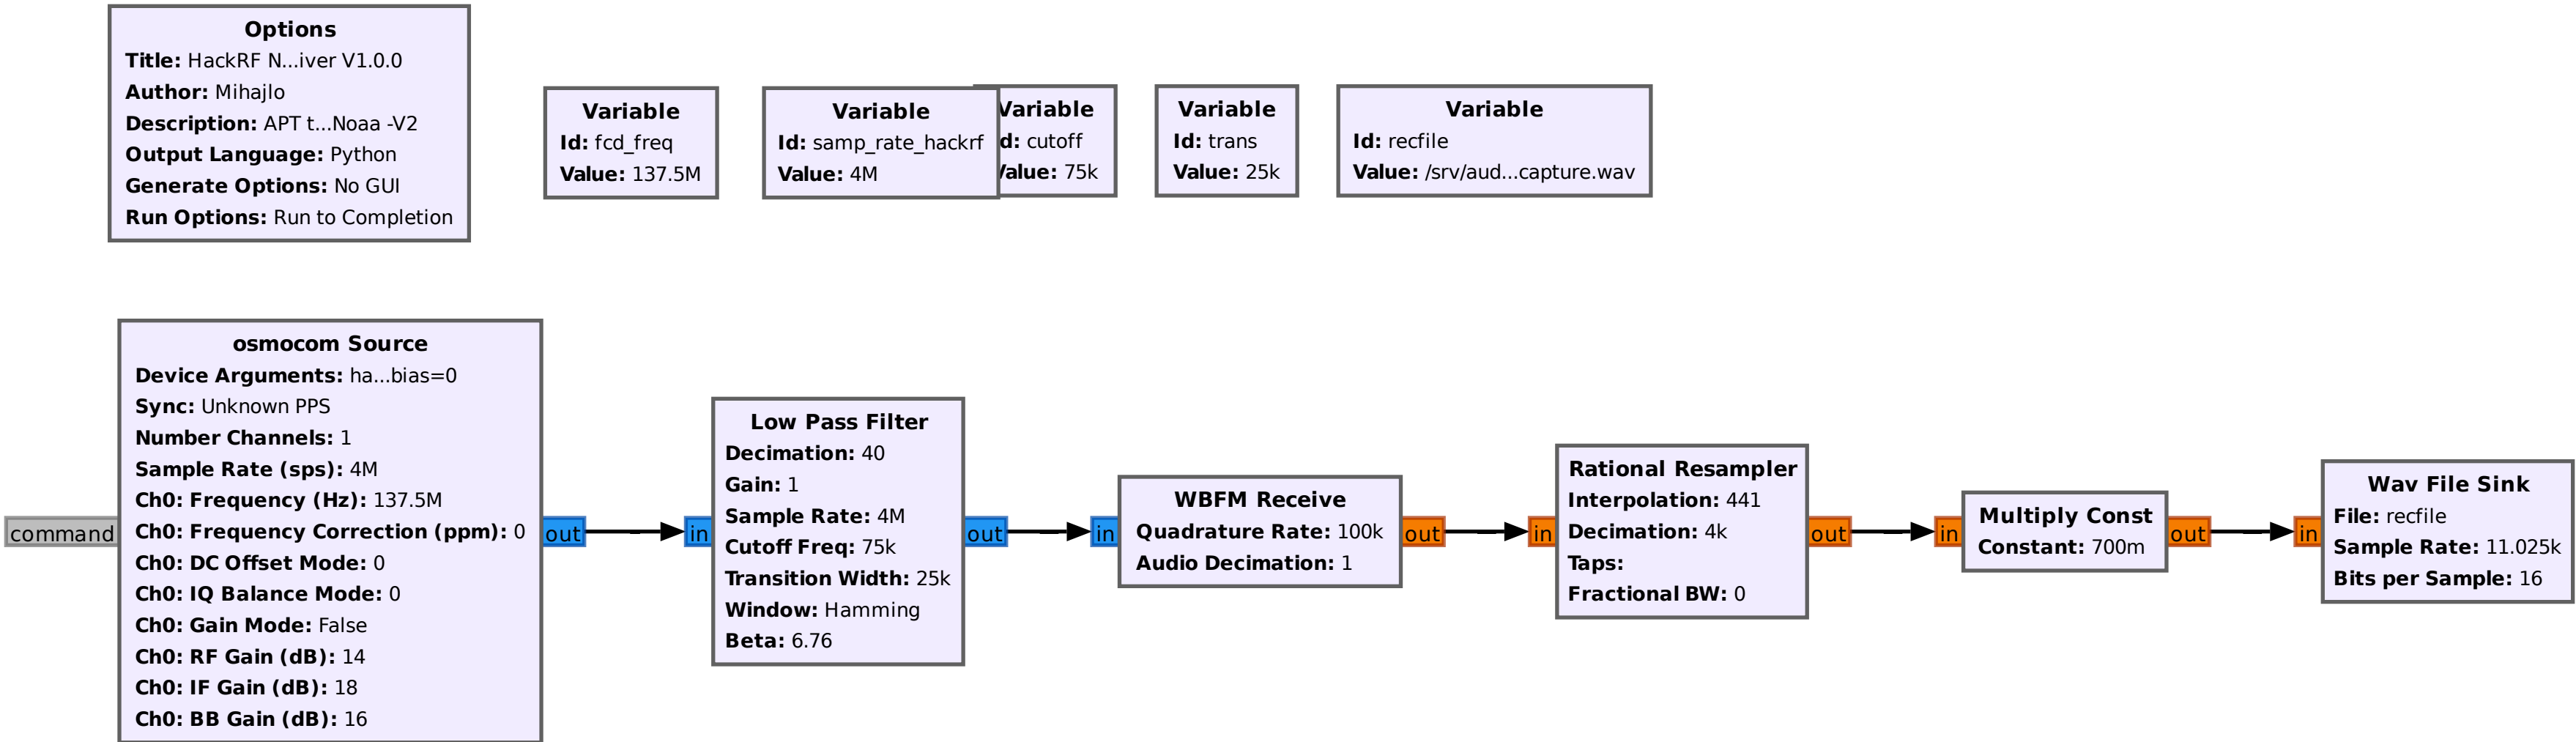 Options
Title: HackRF N...iver V1.0.0
Author: Mihajlo
Description: APT t...Noaa -V2
Output Language: Python
Generate Options: No GUI
Run Options: Run to Completion
Variable
Id: fcd_freq
Value: 137.5M
Variable
Id: samp_rate_hackrf
Value: 4M
Variable
d: cutoff
Value: 75k
Variable
Id: trans
Value: 25k
Variable
Id: recfile
Value: /srv/aud...capture.wav
command
osmocom Source
Device Arguments: ha...bias=0
Sync: Unknown PPS
Number Channels: 1
Sample Rate (sps): 4M
Ch0: Frequency (Hz): 137.5M
Ch0: Frequency Correction (ppm): 0
Ch0: DC Offset Mode: 0
Ch0: IQ Balance Mode: 0
Ch0: Gain Mode: False
Ch0: RF Gain (dB): 14
Ch0: IF Gain (dB): 18
Ch0: BB Gain (dB): 16
out
in
Low Pass Filter
Decimation: 40
Gain: 1
Sample Rate: 4M
Cutoff Freq: 75k
Transition Width: 25k
Window: Hamming
Beta: 6.76
out
in
WBFM Receive
Quadrature Rate: 100k
Audio Decimation: 1
out
in
Rational Resampler
Interpolation: 441
Decimation: 4k
Taps:
Fractional BW: 0
out
in
Multiply Const
Constant: 700m
out
in
Wav File Sink
File: recfile
Sample Rate: 11.025k
Bits per Sample: 16